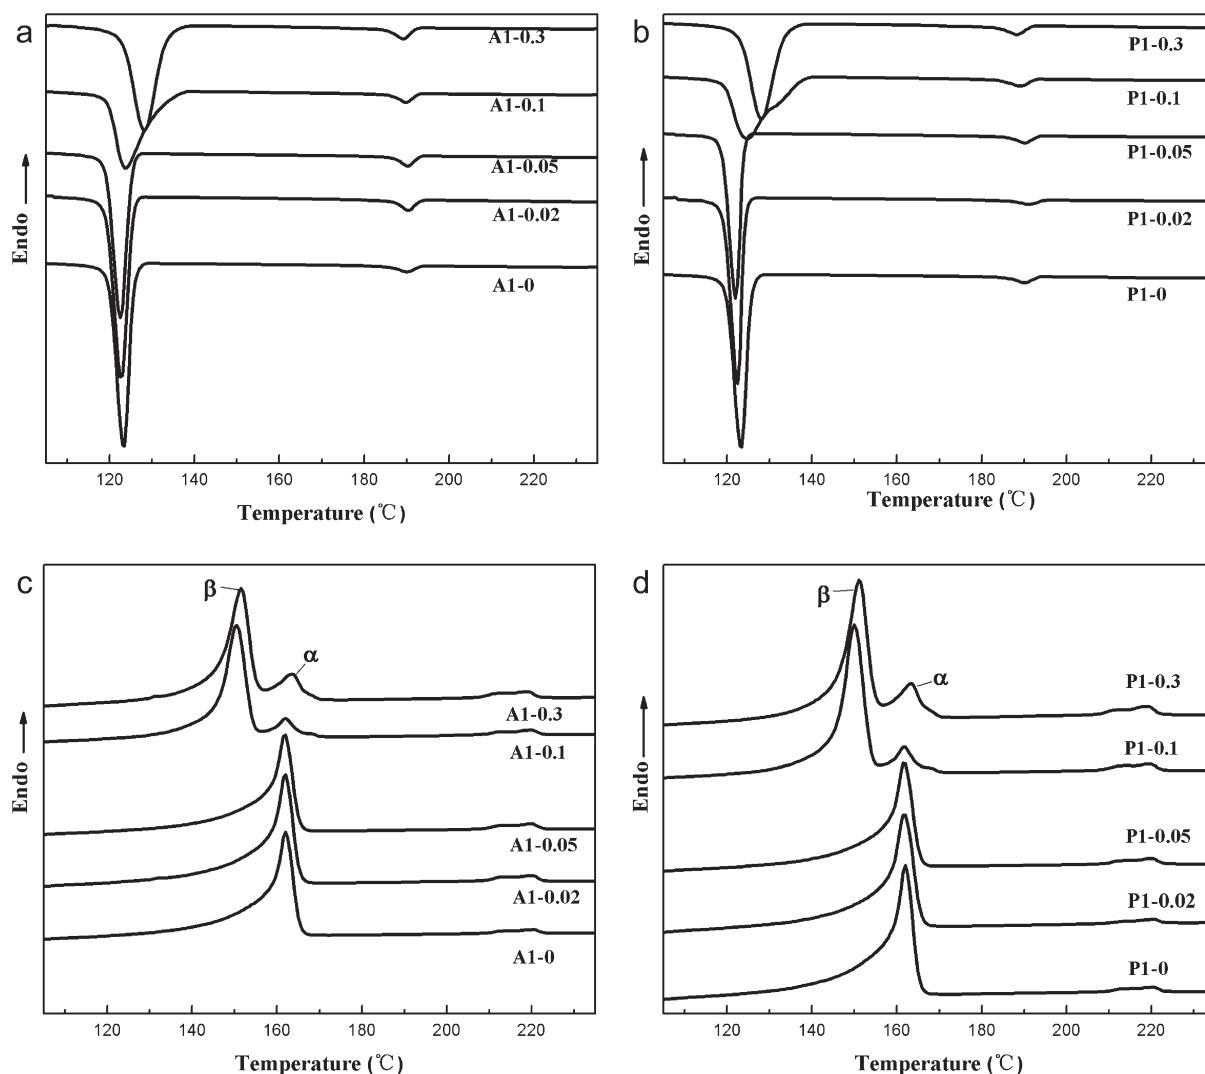 a
A1-0.3
A1-0.1
A1-0.05
A1-0.02
A1-0
Endo
120 140 160 180 200 220
Temperature (℃)
b
P1-0.3
P1-0.1
P1-0.05
P1-0.02
P1-0
Endo
120 140 160 180 200 220
Temperature (℃)
c
β
α
A1-0.3
A1-0.1
A1-0.05
A1-0.02
A1-0
Endo
120 140 160 180 200 220
Temperature (℃)
d
β
α
P1-0.3
P1-0.1
P1-0.05
P1-0.02
P1-0
Endo
120 140 160 180 200 220
Temperature (℃)